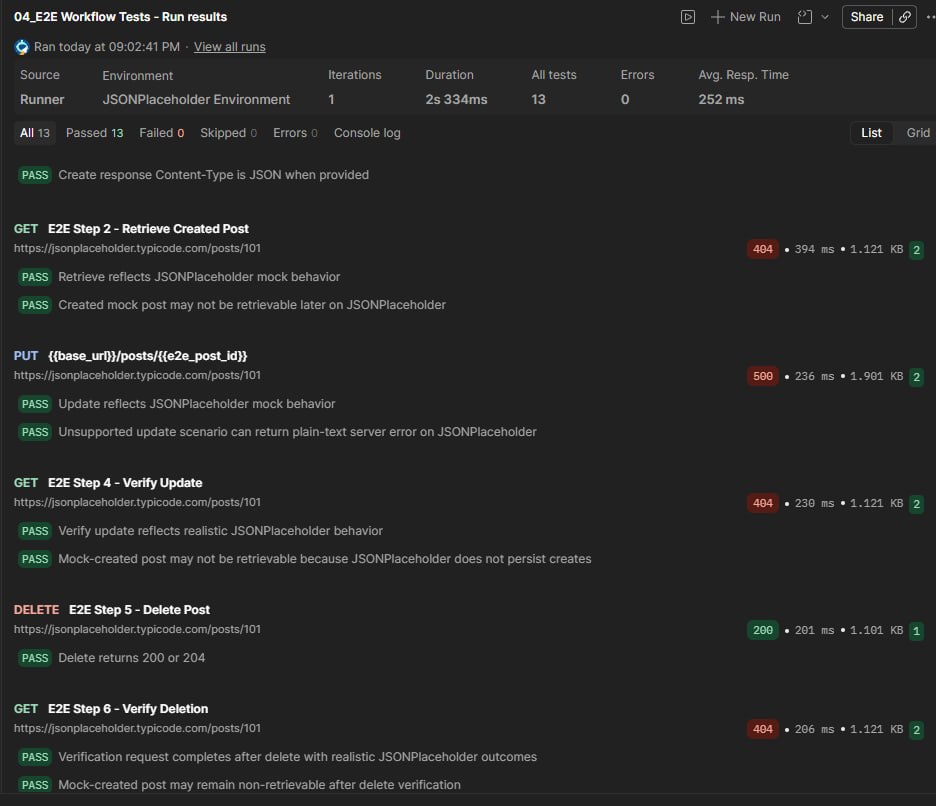 04_E2E Workflow Tests - Run results
New Run
Share
Ran today at 09:02:41 PM · View all runs
Source Environment Iterations Duration All tests Errors Avg. Resp. Time
Runner JSONPlaceholder Environment 1 2s 334ms 13 0 252 ms
All 13 Passed 13 Failed 0 Skipped 0 Errors 0 Console log List Grid
PASS Create response Content-Type is JSON when provided
GET E2E Step 2 - Retrieve Created Post
https://jsonplaceholder.typicode.com/posts/101
404 • 394 ms • 1.121 KB 2
PASS Retrieve reflects JSONPlaceholder mock behavior
PASS Created mock post may not be retrievable later on JSONPlaceholder
PUT {{base_url}}/posts/{{e2e_post_id}}
https://jsonplaceholder.typicode.com/posts/101
500 • 236 ms • 1.901 KB 2
PASS Update reflects JSONPlaceholder mock behavior
PASS Unsupported update scenario can return plain-text server error on JSONPlaceholder
GET E2E Step 4 - Verify Update
https://jsonplaceholder.typicode.com/posts/101
404 • 230 ms • 1.121 KB 2
PASS Verify update reflects realistic JSONPlaceholder behavior
PASS Mock-created post may not be retrievable because JSONPlaceholder does not persist creates
DELETE E2E Step 5 - Delete Post
https://jsonplaceholder.typicode.com/posts/101
200 • 201 ms • 1.101 KB 1
PASS Delete returns 200 or 204
GET E2E Step 6 - Verify Deletion
https://jsonplaceholder.typicode.com/posts/101
404 • 206 ms • 1.121 KB 2
PASS Verification request completes after delete with realistic JSONPlaceholder outcomes
PASS Mock-created post may remain non-retrievable after delete verification